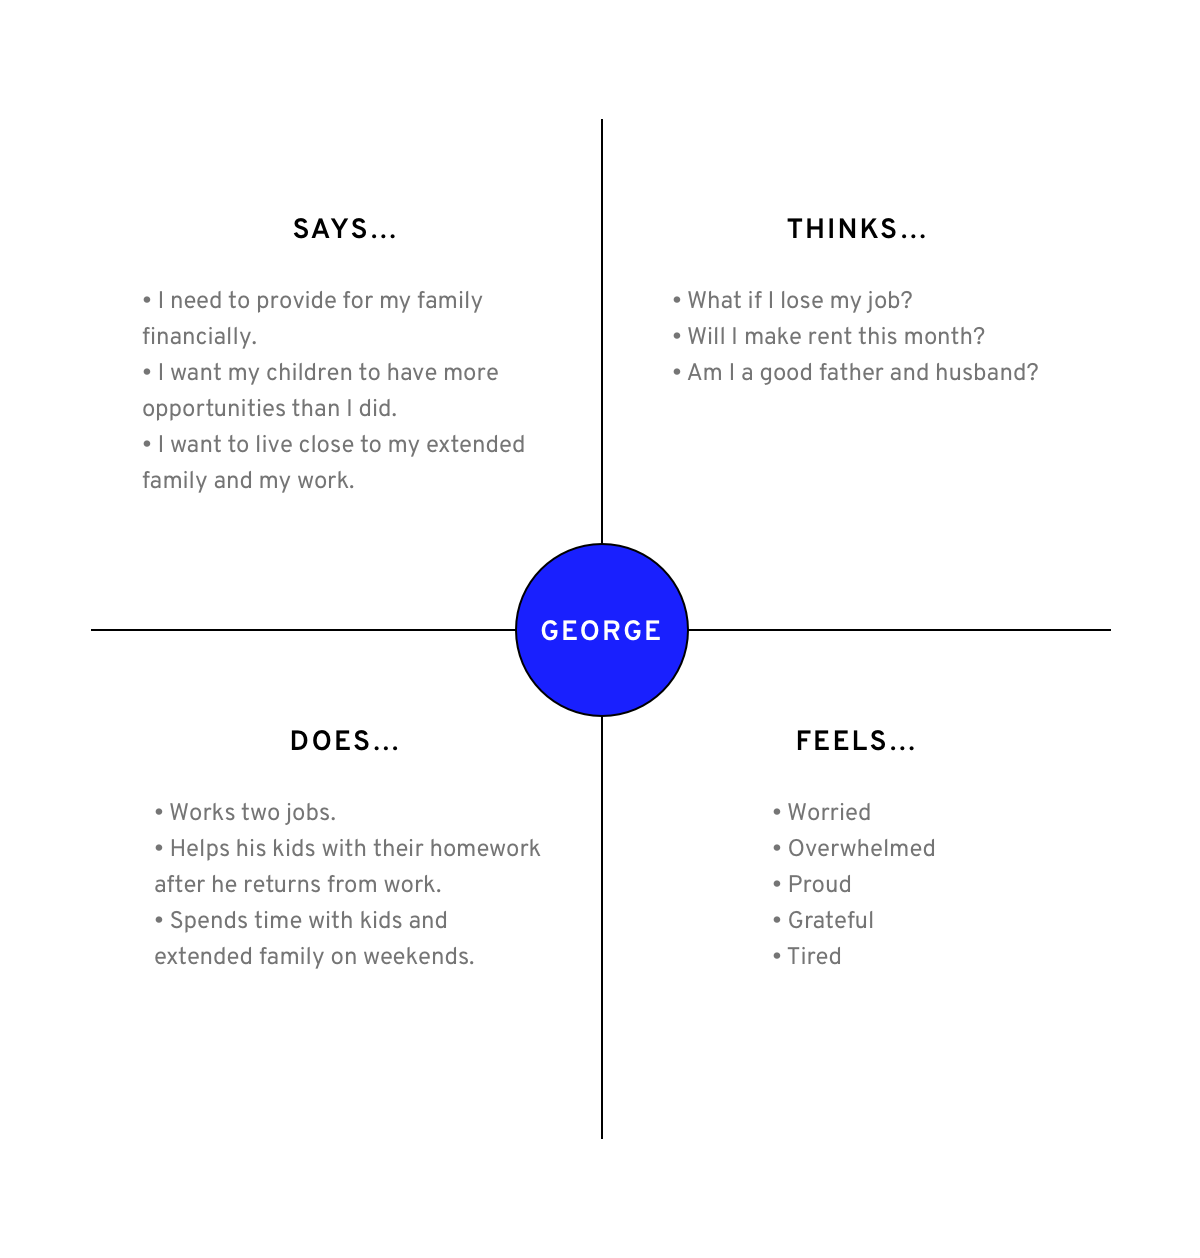 SAYS...
• I need to provide for my family
financially.
• I want my children to have more
opportunities than I did.
• I want to live close to my extended
family and my work.
THINKS...
• What if I lose my job?
• Will I make rent this month?
• Am I a good father and husband?
GEORGE
DOES...
• Works two jobs.
• Helps his kids with their homework
after he returns from work.
• Spends time with kids and
extended family on weekends.
FEELS...
• Worried
• Overwhelmed
• Proud
• Grateful
• Tired